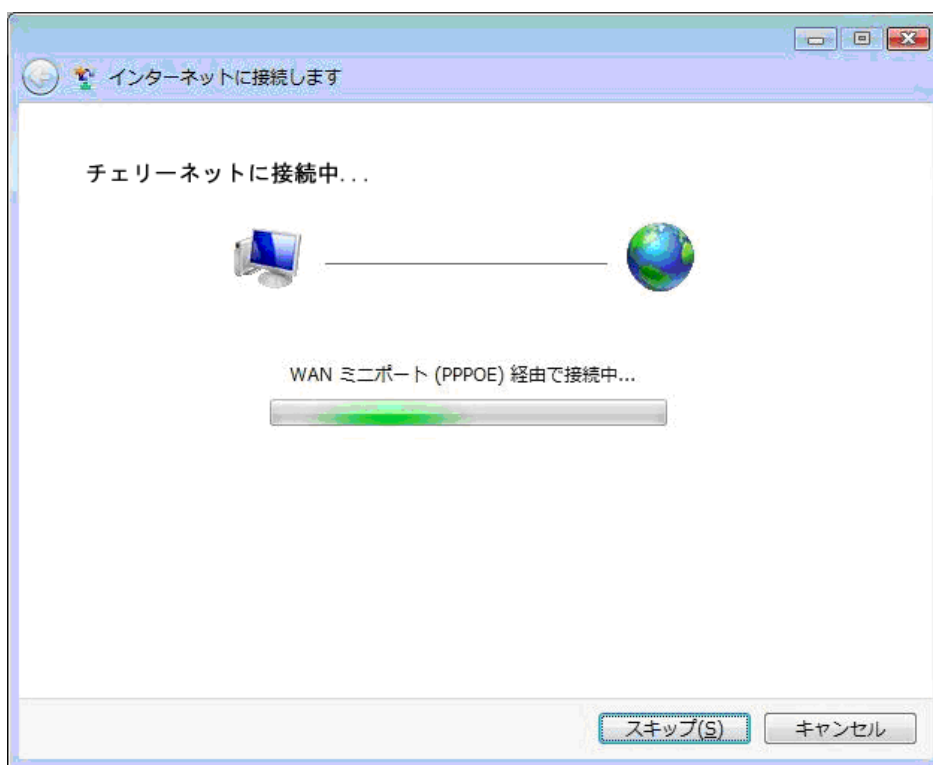 インターネットに接続します
チェリーネットに接続中...
WAN ミニポート (PPPOE) 経由で接続中...
スキップ(S)
キャンセル